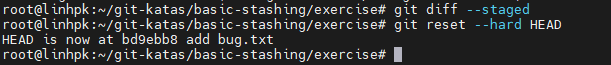 root@linhpk:~/git-katas/basic-stashing/exercise# git diff --staged
root@linhpk:~/git-katas/basic-stashing/exercise# git reset --hard HEAD
HEAD is now at bd9ebb8 add bug.txt
root@linhpk:~/git-katas/basic-stashing/exercise#